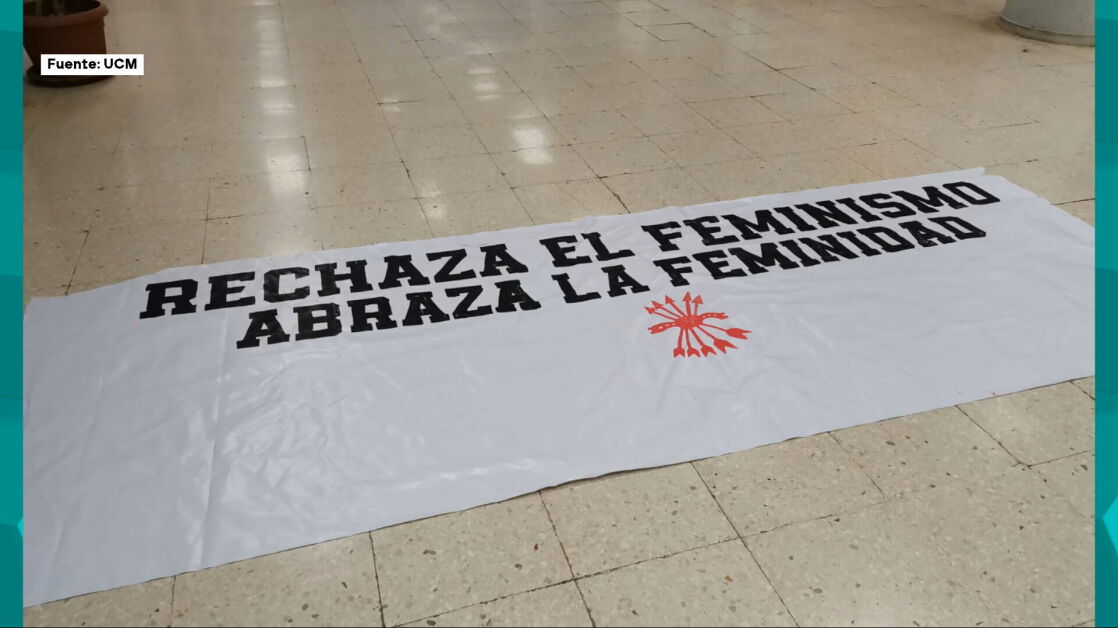 Fuente: UCM
RECHAZA EL FEMINISMO
ABRAZA LA FEMINIDAD